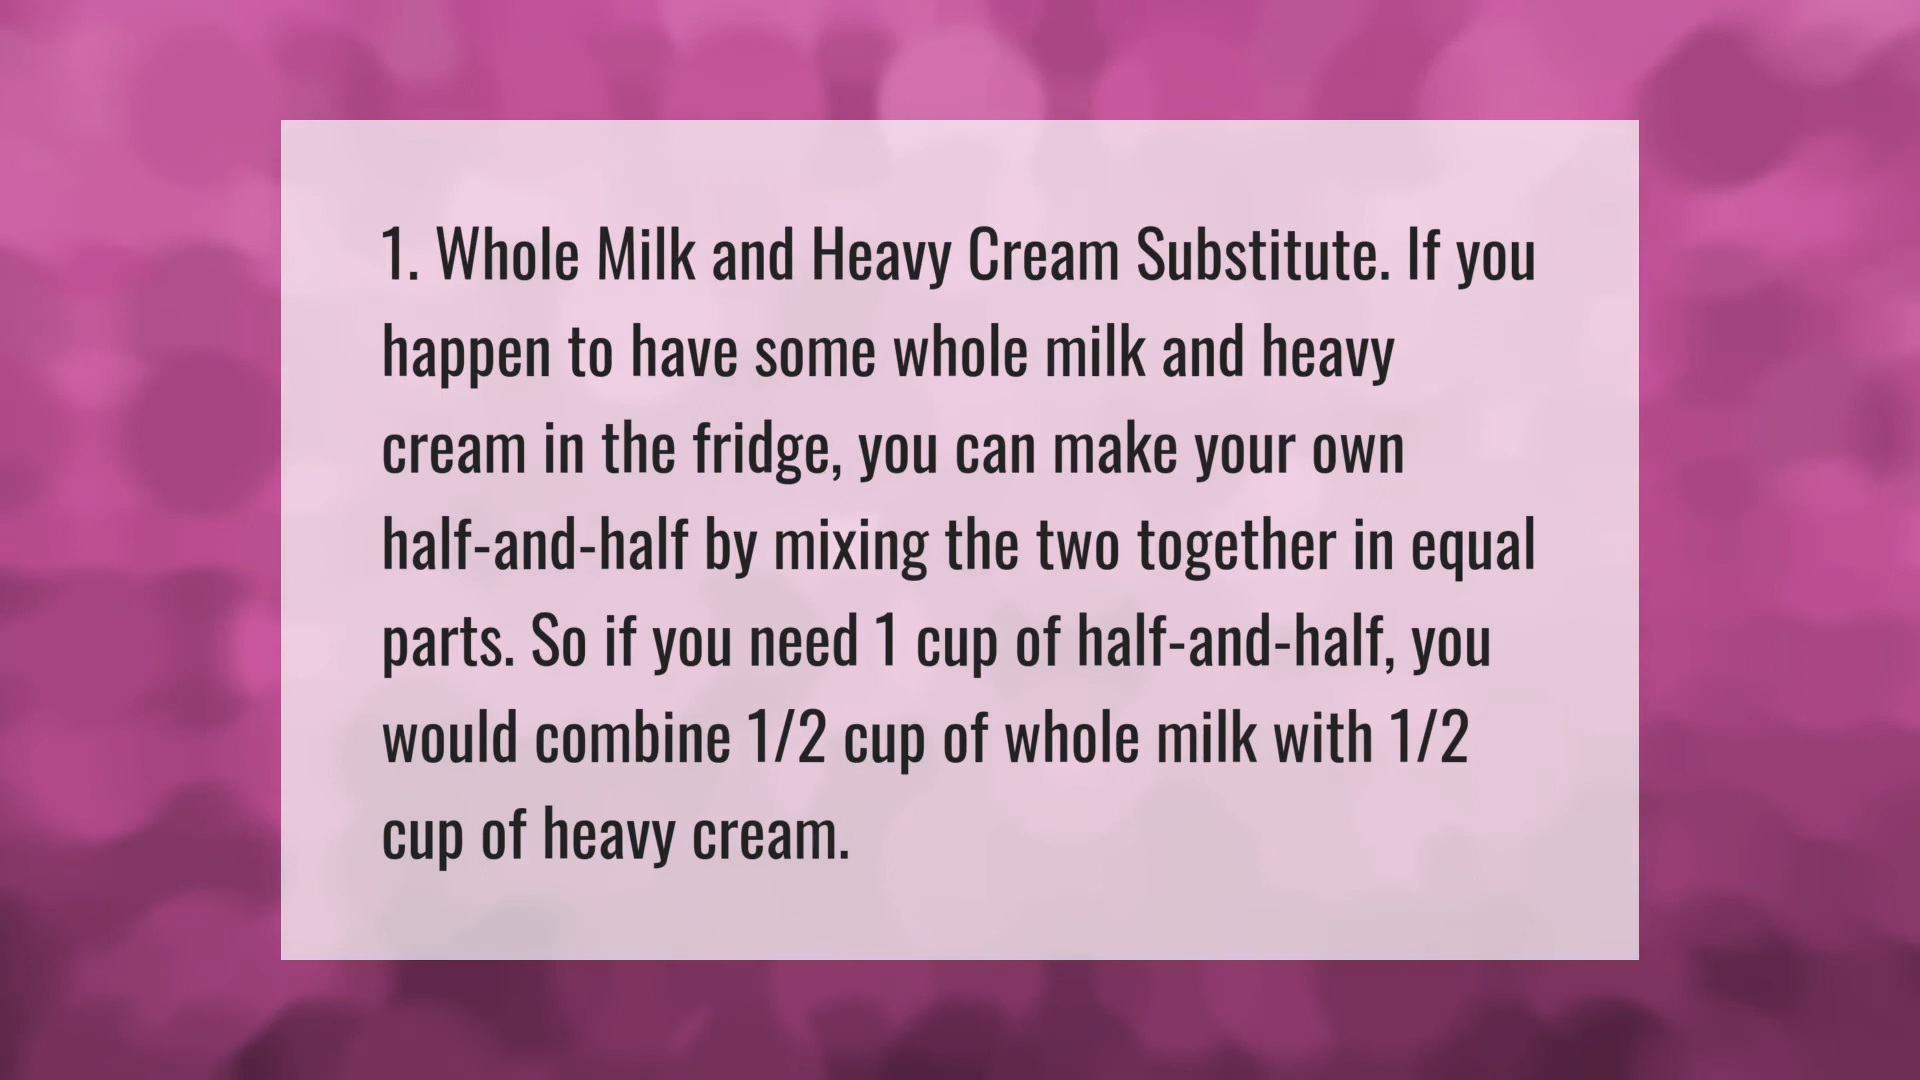 1. Whole Milk and Heavy Cream Substitute. If you
happen to have some whole milk and heavy
cream in the fridge, you can make your own
half-and-half by mixing the two together in equal
parts. So if you need 1 cup of half-and-half, you
would combine 1/2 cup of whole milk with 1/2
cup of heavy cream.